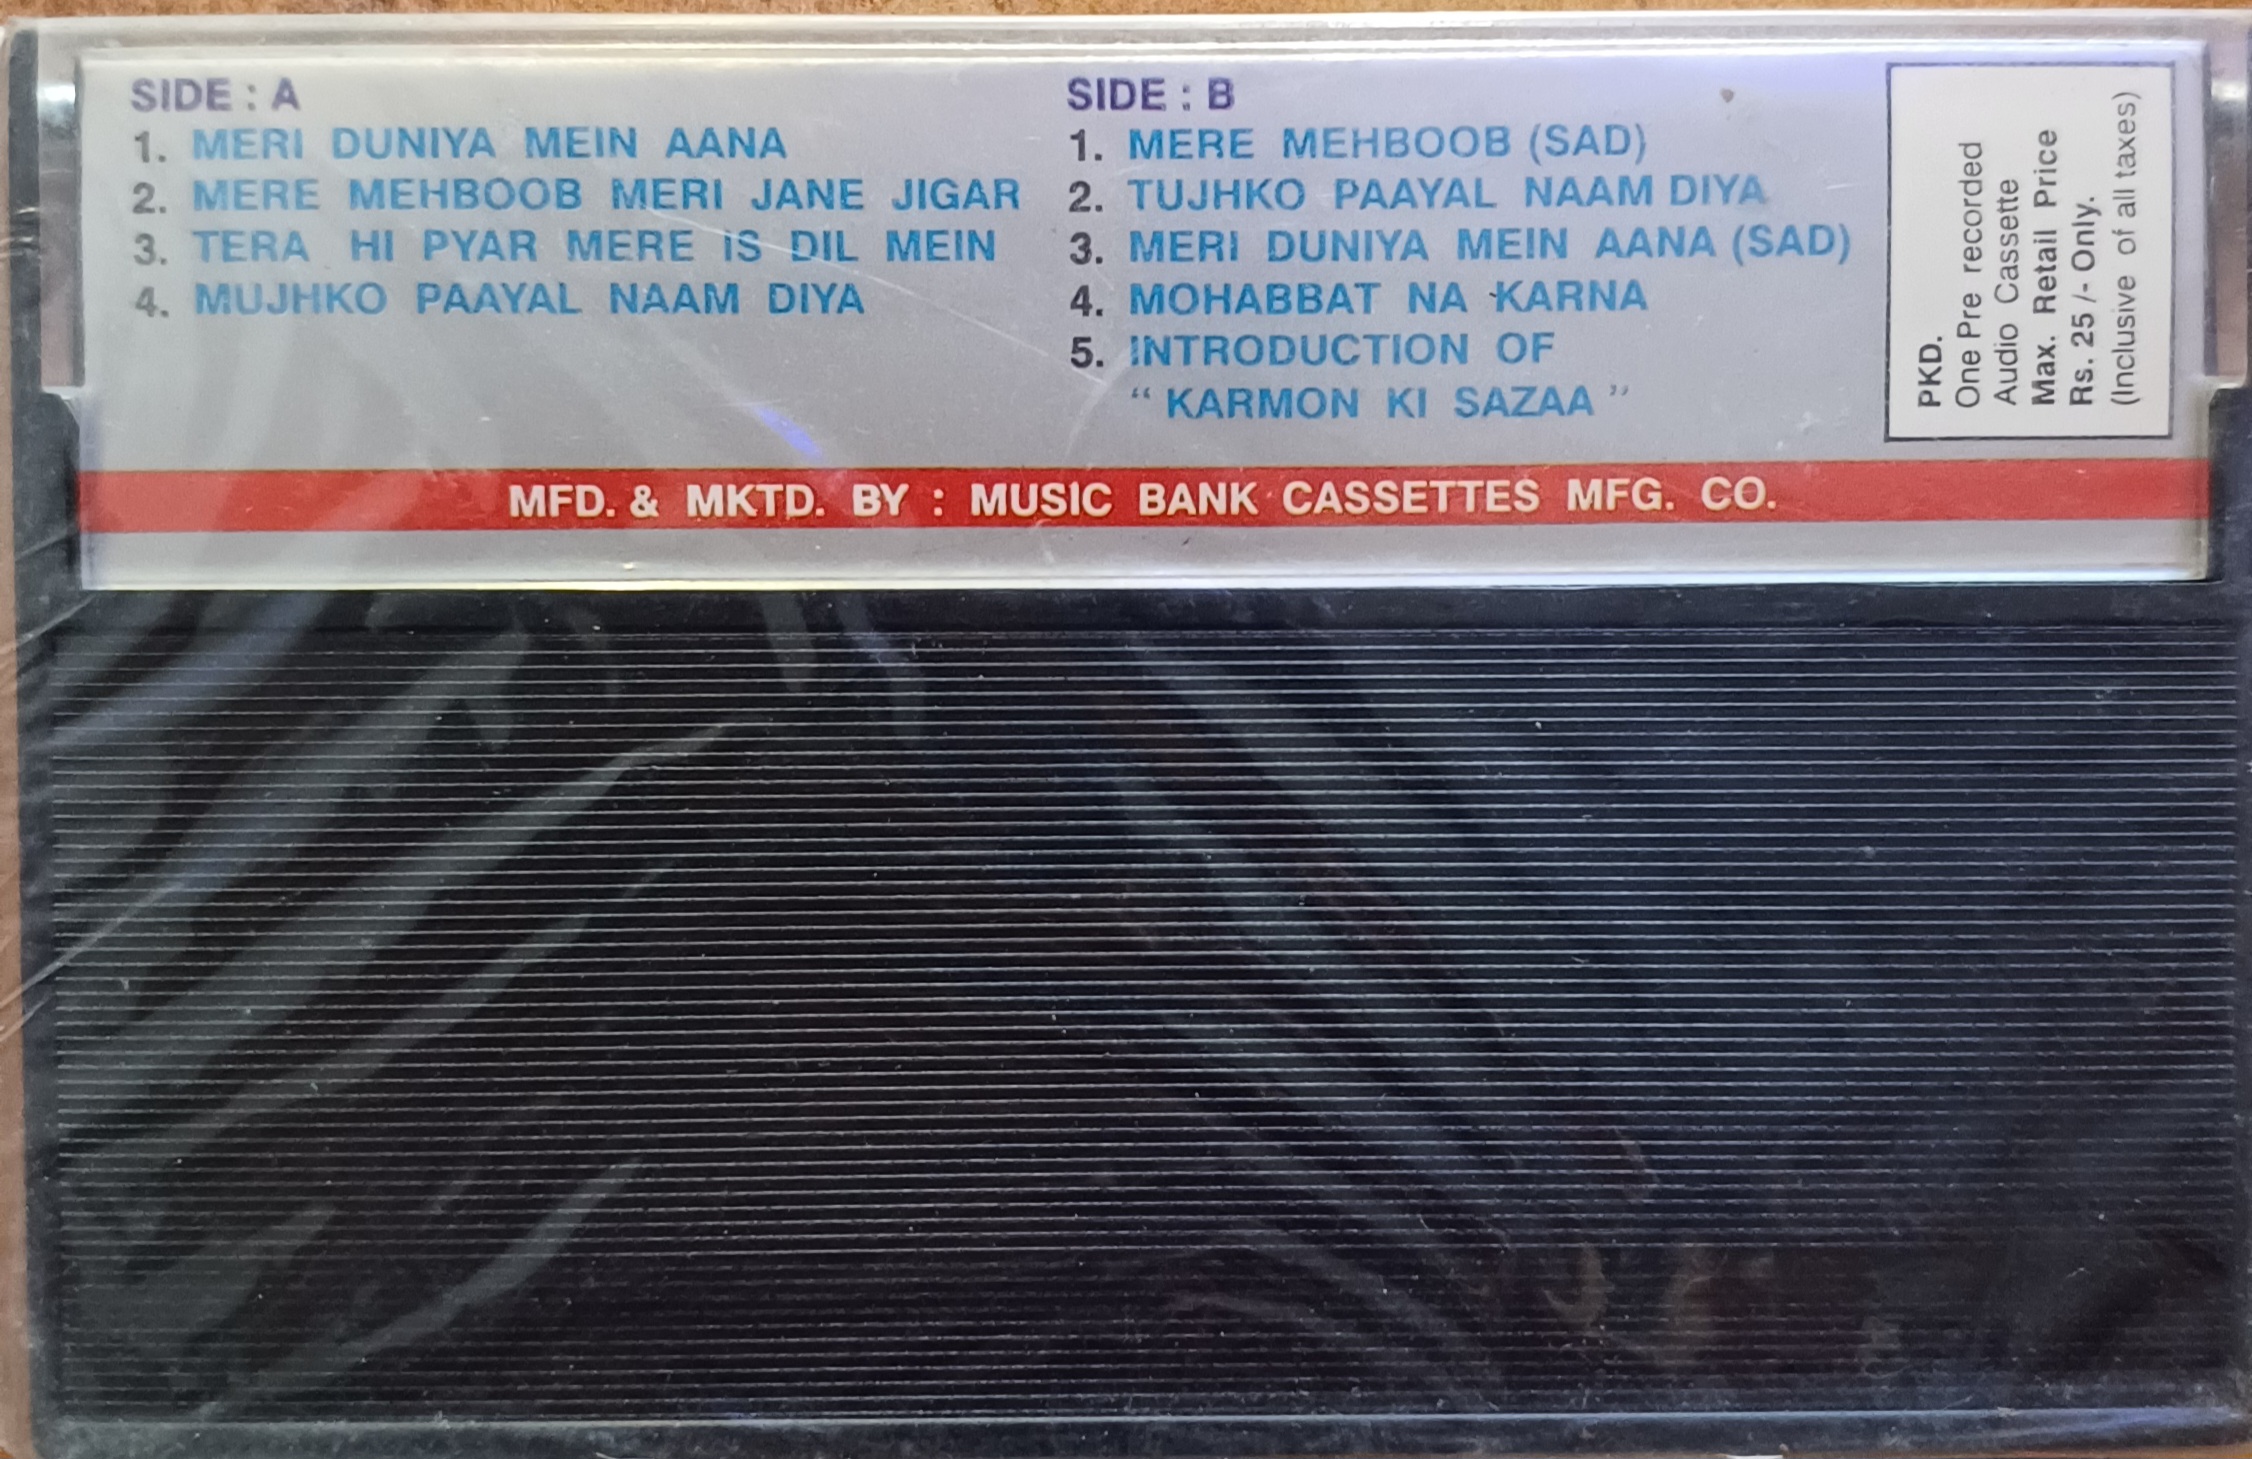 SIDE : A
1. MERI DUNIYA MEIN AANA
2. MERE MEHBOOB MERI JANE JIGAR
3. TERA HI PYAR MERE IS DIL MEIN
4. MUJHKO PAAYAL NAAM DIYA
SIDE : B
1. MERE MEHBOOB (SAD)
2. TUJHKO PAAYAL NAAM DIYA
3. MERI DUNIYA MEIN AANA (SAD)
4. MOHABBAT NA KARNA
5. INTRODUCTION OF
“ KARMON KI SAZAA ”
PKD.
One Pre recorded
Audio Cassette
Max. Retail Price
Rs. 25 /- Only.
(Inclusive of all taxes)
MFD. & MKTD. BY : MUSIC BANK CASSETTES MFG. CO.